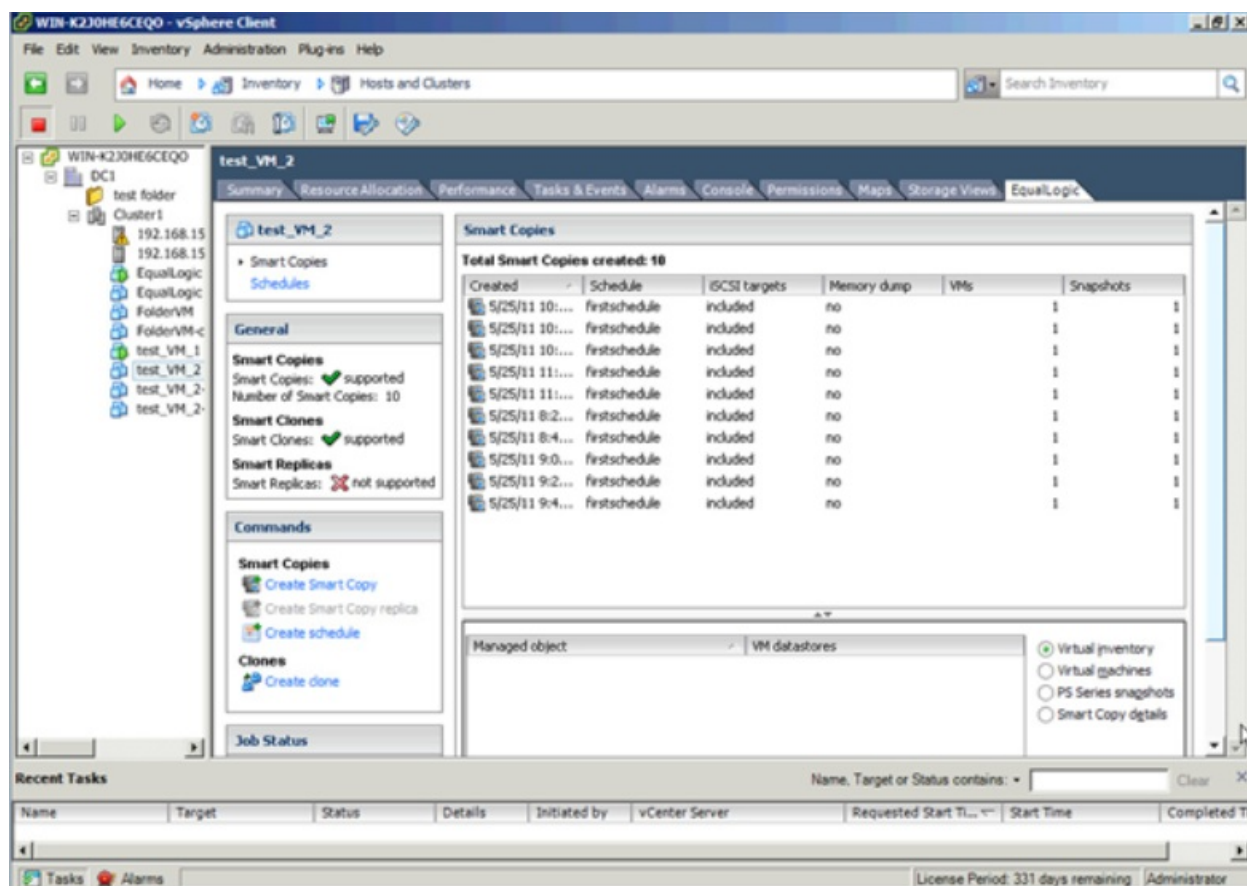 WIN-K2J0HE6CEQO - vSphere Client
File Edit View Inventory Administration Plug-ins Help
Home Inventory Hosts and Clusters
Search Inventory
WIN-K2J0HE6CEQO
DC1
test folder
Cluster1
192.168.15
192.168.15
EqualLogic
EqualLogic
FolderVM
FolderVM-c
test_VM_1
test_VM_2
test_VM_2-
test_VM_2-
test_VM_2
Summary Resource Allocation Performance Tasks & Events Alarms Console Permissions Maps Storage Views EqualLogic
test_VM_2
Smart Copies
Schedules
General
Smart Copies
Smart Copies: supported
Number of Smart Copies: 10
Smart Clones
Smart Clones: supported
Smart Replicas
Smart Replicas: not supported
Commands
Smart Copies
Create Smart Copy
Create Smart Copy replica
Create schedule
Clones
Create clone
Job Status
Smart Copies
Total Smart Copies created: 10
Created Schedule iSCSI targets Memory dump VMs Snapshots
5/25/11 10:... firstschedule included no 1 1
5/25/11 10:... firstschedule included no 1 1
5/25/11 10:... firstschedule included no 1 1
5/25/11 11:... firstschedule included no 1 1
5/25/11 11:... firstschedule included no 1 1
5/25/11 8:2... firstschedule included no 1 1
5/25/11 8:4... firstschedule included no 1 1
5/25/11 9:0... firstschedule included no 1 1
5/25/11 9:2... firstschedule included no 1 1
5/25/11 9:4... firstschedule included no 1 1
Managed object VM datastores
Virtual inventory
Virtual machines
PS Series snapshots
Smart Copy details
Recent Tasks
Name, Target or Status contains:
Clear
Name Target Status Details Initiated by vCenter Server Requested Start Ti... Start Time Completed T
Tasks Alarms
License Period: 331 days remaining Administrator